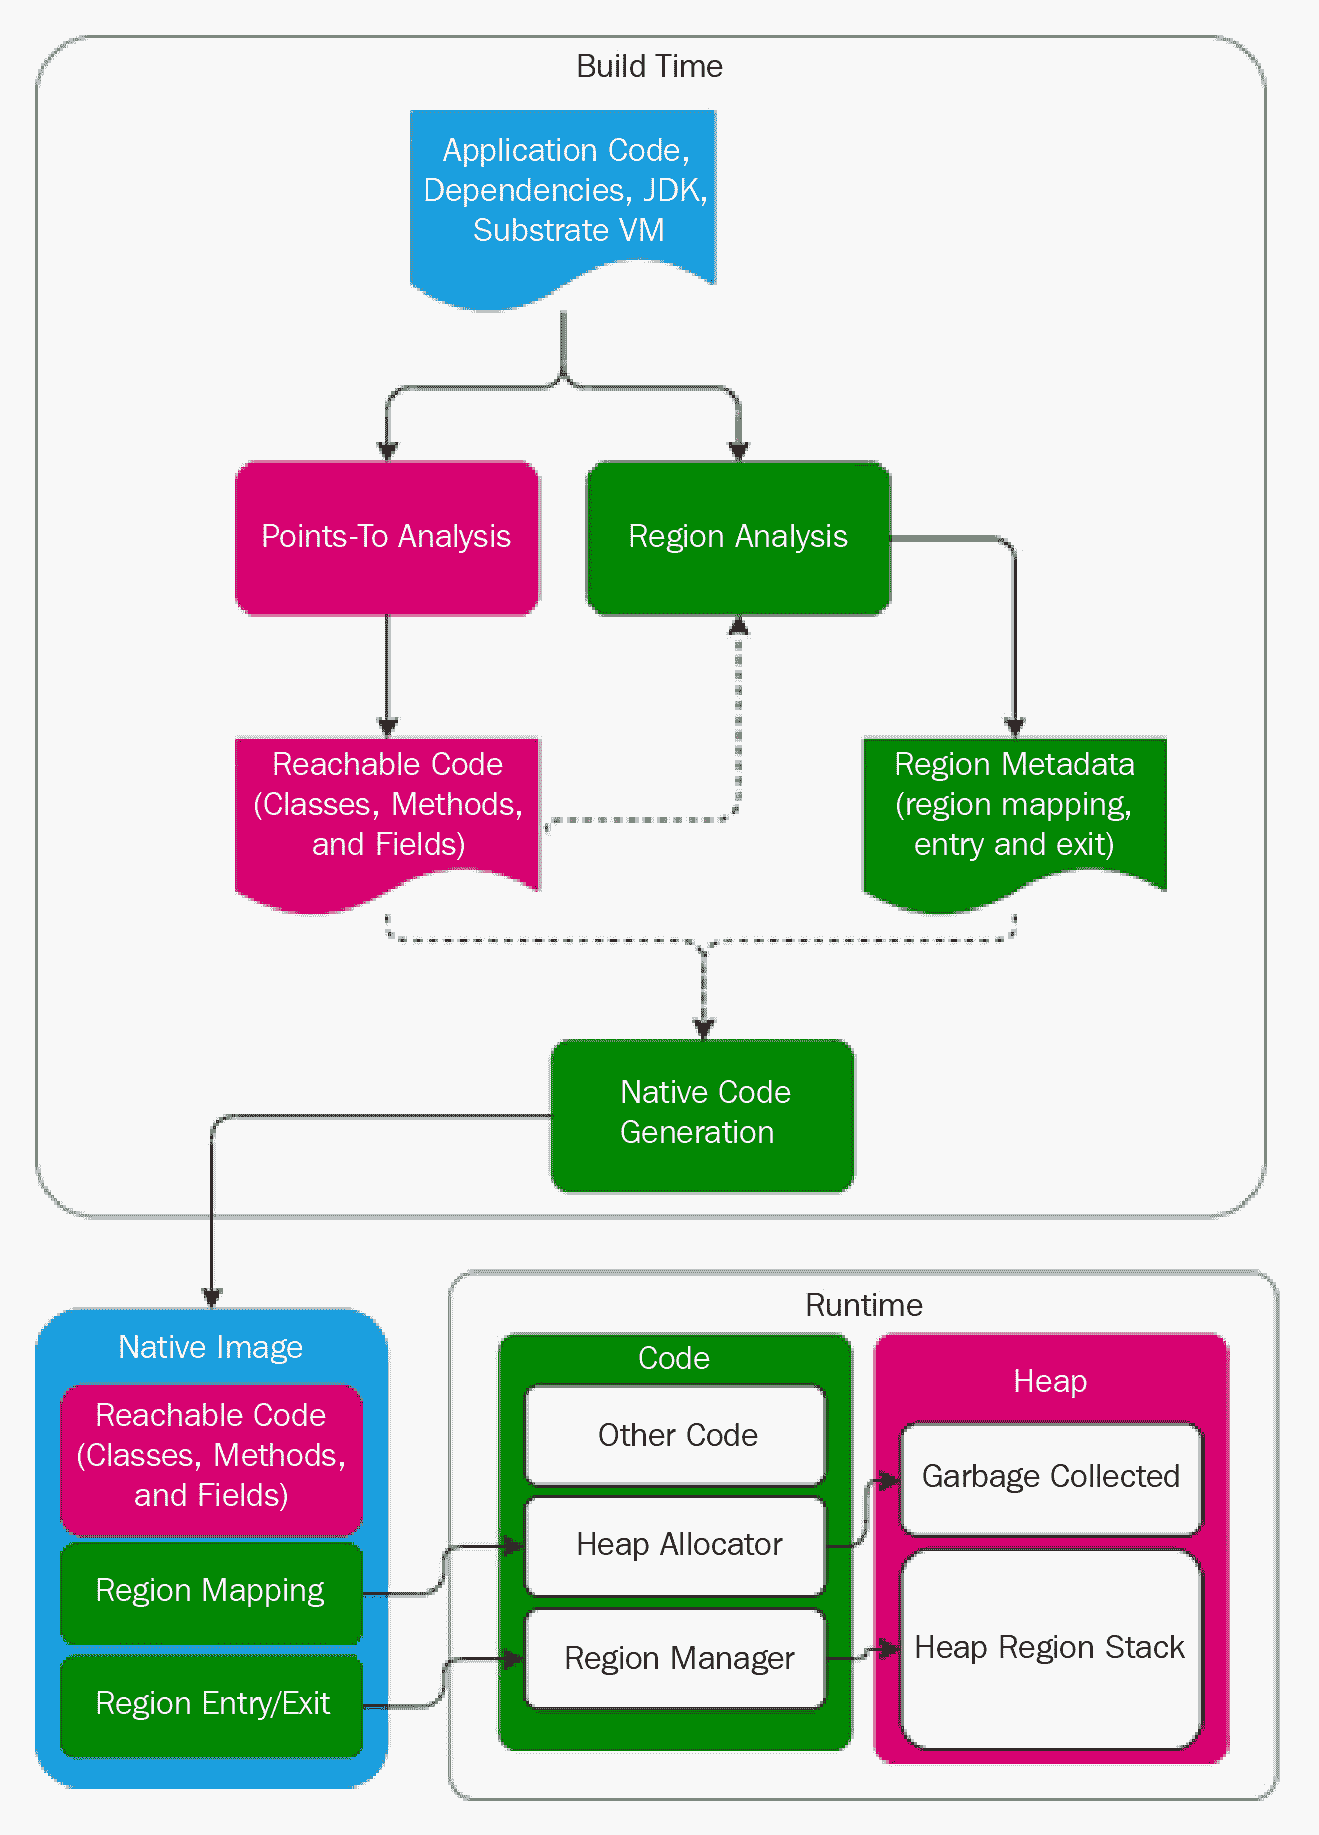 Build Time
Application Code,
Dependencies, JDK,
Substrate VM
Points-To Analysis
Region Analysis
Reachable Code
(Classes, Methods,
and Fields)
Region Metadata
(region mapping,
entry and exit)
Native Code
Generation
Native Image
Reachable Code
(Classes, Methods,
and Fields)
Region Mapping
Region Entry/Exit
Runtime
Code
Other Code
Heap Allocator
Region Manager
Heap
Garbage Collected
Heap Region Stack